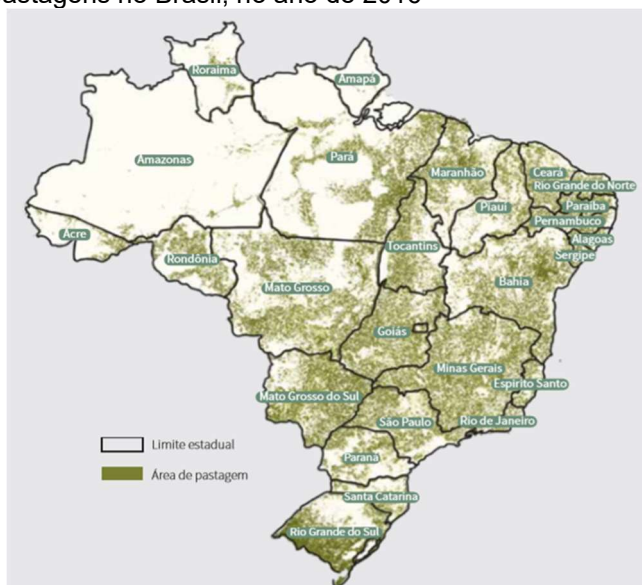 astagens no Brasil, no ano de
Roraima
Amapá
Amazonas
Pará
Maranhão
Ceará
Rio Grande do Norte
Piauí
Paraíba
Pernambuco
Acre
Alagoas
Tocantins
Sergipe
Rondônia
Bahia
Mato Grosso
Goiás
Minas Gerais
Espírito Santo
Mato Grosso do Sul
São Paulo
Rio de Janeiro
Limite estadual
Paraná
Área de pastagem
Santa Catarina
Rio Grande do Sul